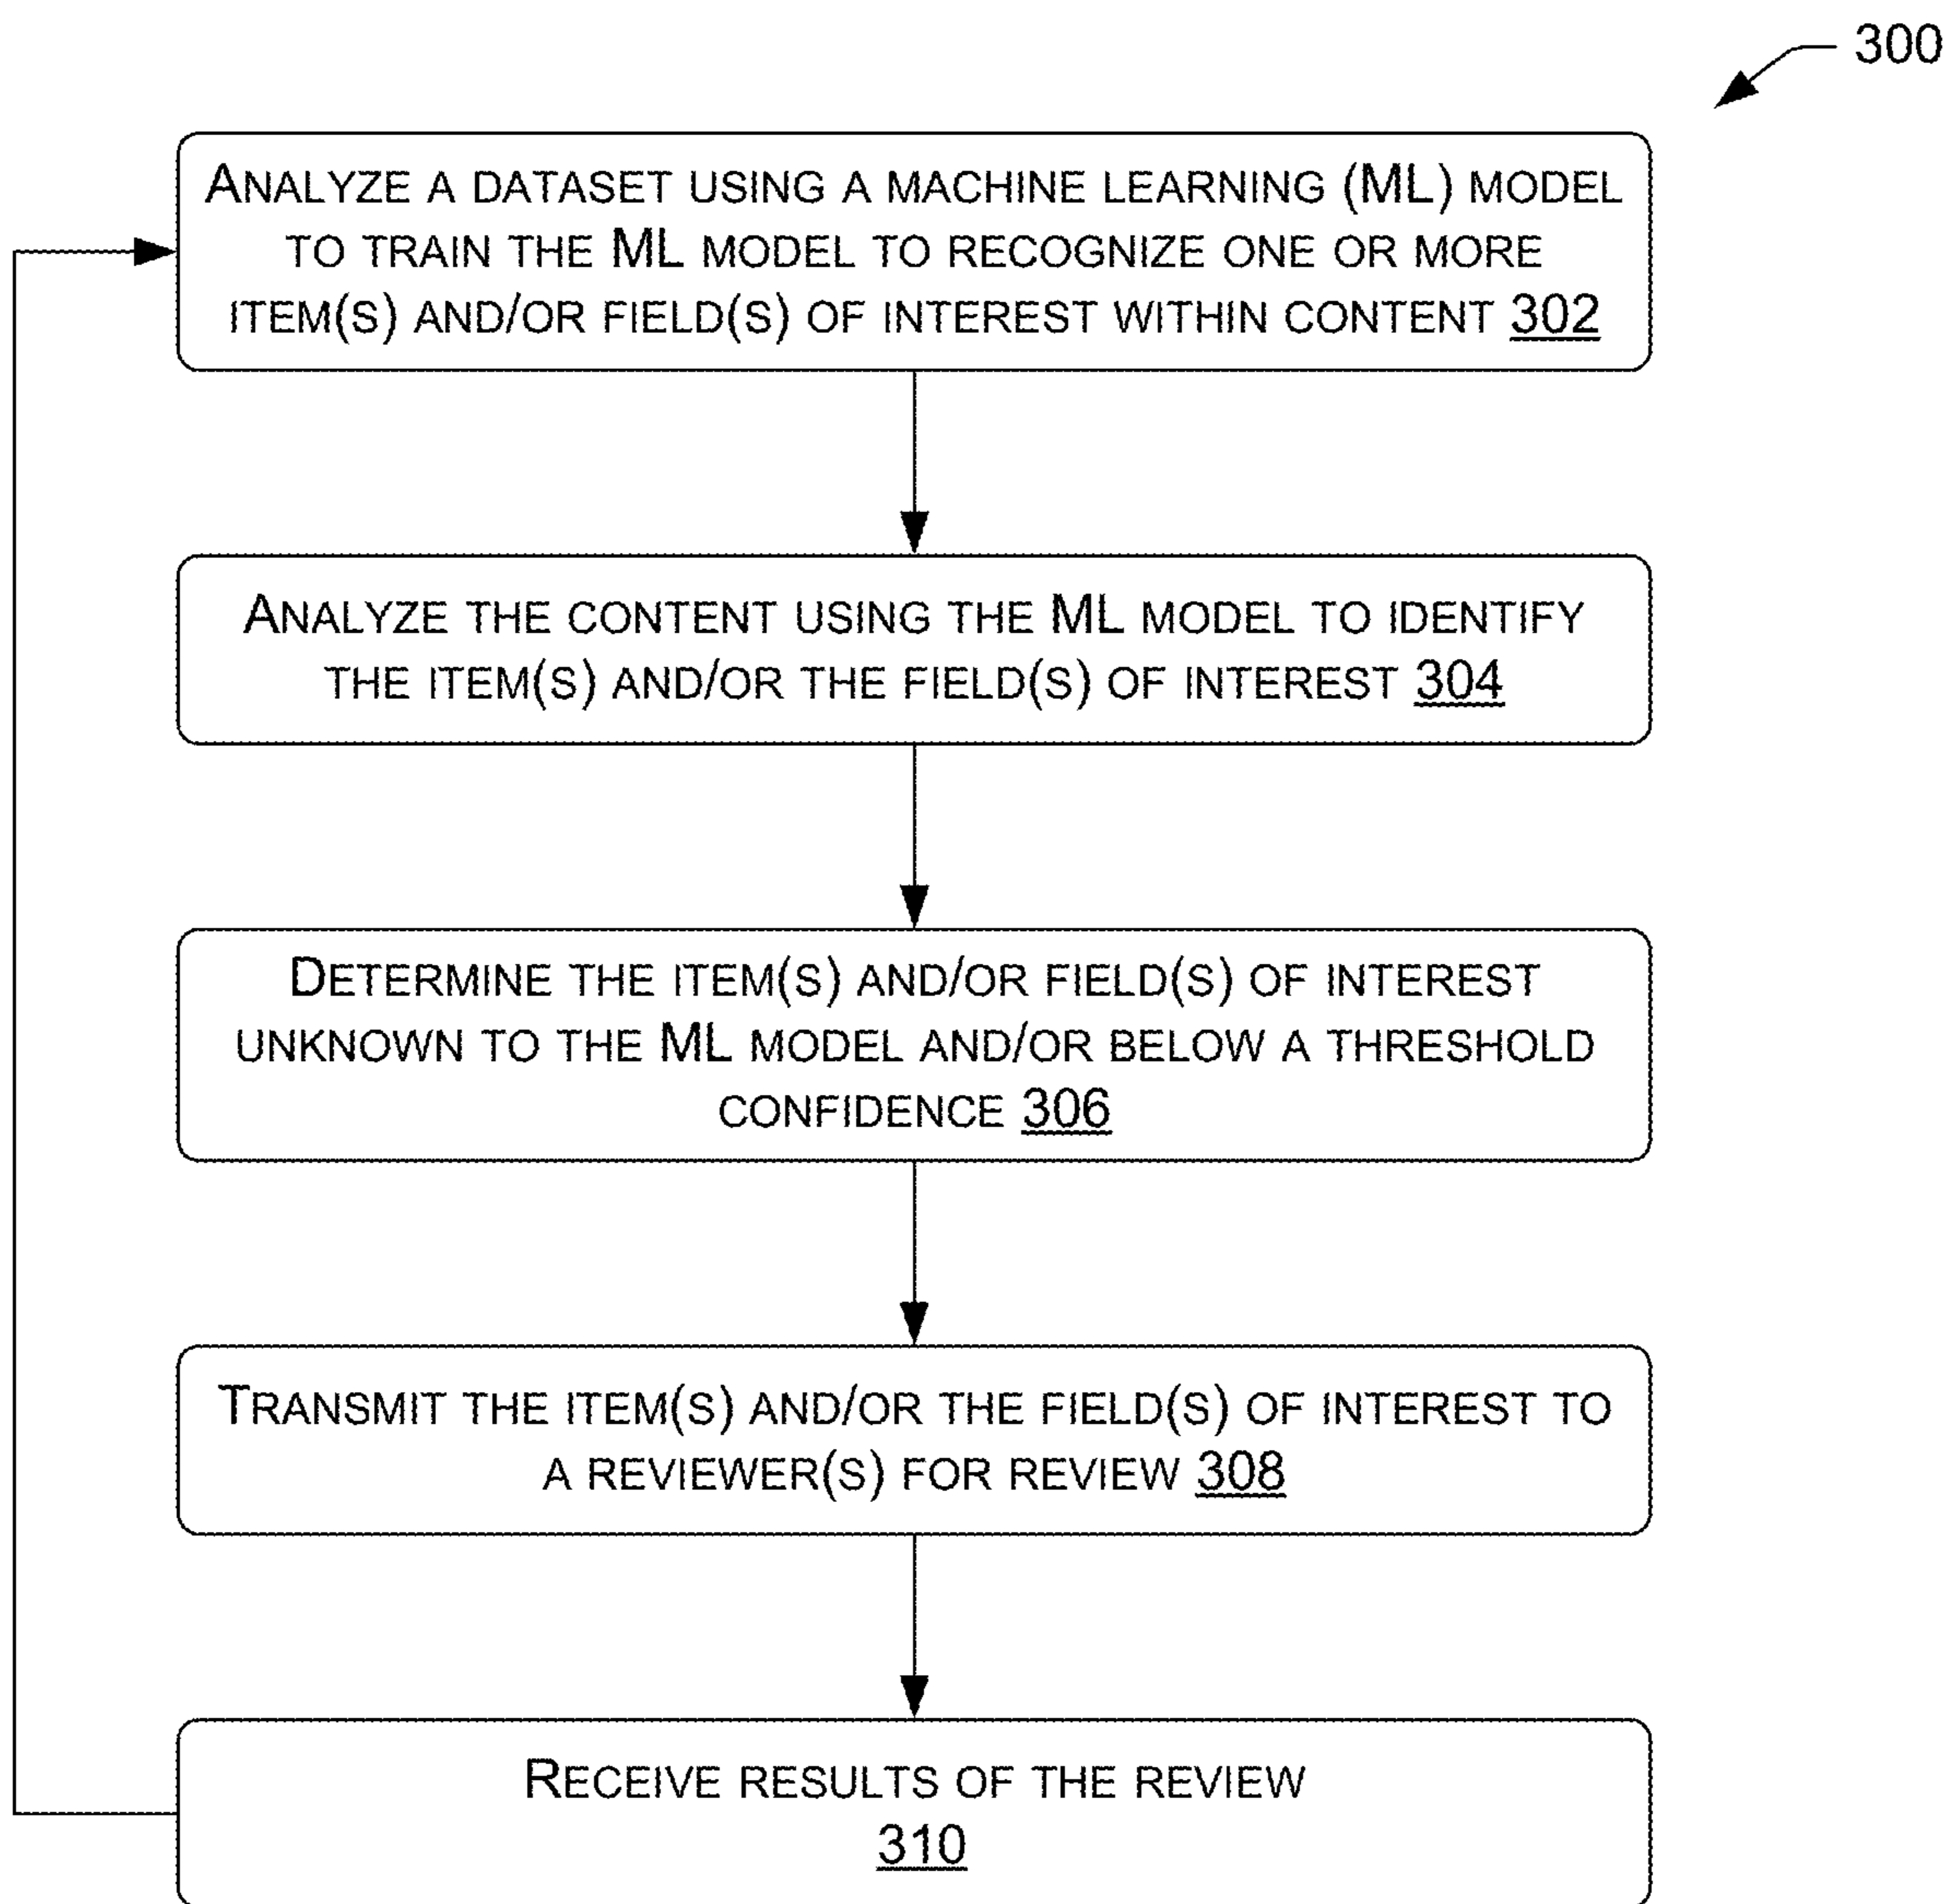 300
ANALYZE A DATASET USING A MACHINE LEARNING (ML) MODEL
TO TRAIN THE ML MODEL TO RECOGNIZE ONE OR MORE
ITEM(S) AND/OR FIELD(S) OF INTEREST WITHIN CONTENT 302
ANALYZE THE CONTENT USING THE ML MODEL TO IDENTIFY
THE ITEM(S) AND/OR THE FIELD(S) OF INTEREST 304
DETERMINE THE ITEM(S) AND/OR FIELD(S) OF INTEREST
UNKNOWN TO THE ML MODEL AND/OR BELOW A THRESHOLD
CONFIDENCE 306
TRANSMIT THE ITEM(S) AND/OR THE FIELD(S) OF INTEREST TO
A REVIEWER(S) FOR REVIEW 308
RECEIVE RESULTS OF THE REVIEW
310